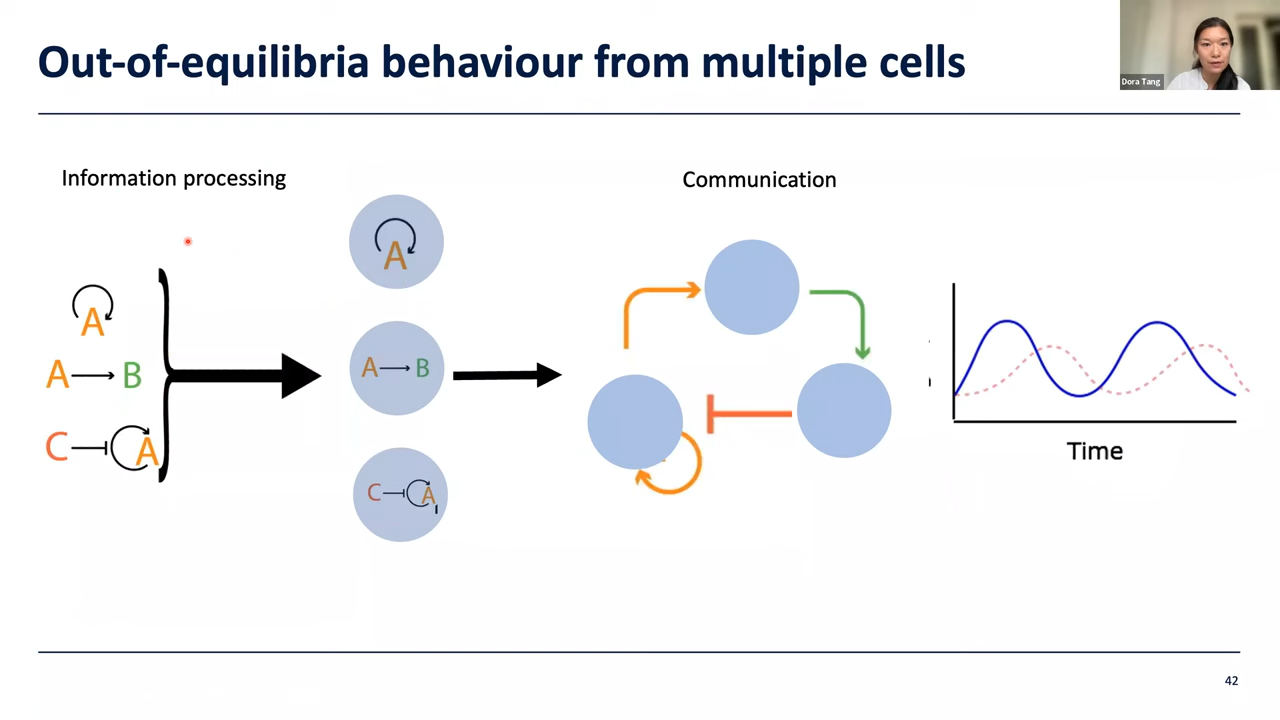 Out-of-equilibria behaviour from multiple cells
Dora Tang
Information processing
Communication
A
A B
C A
A
A B
C A
Time
42